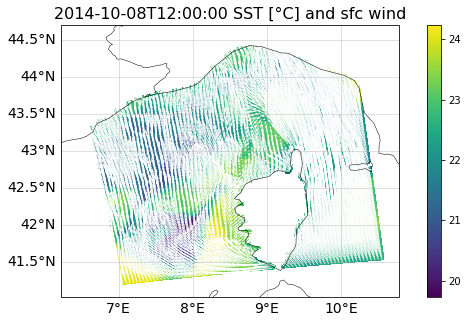 2014-10-08T12:00:00 SST [°C] and sfc wind
44.5°N
44°N
43.5°N
43°N
42.5°N
42°N
41.5°N
7°E 8°E 9°E 10°E
24
23
22
21
20